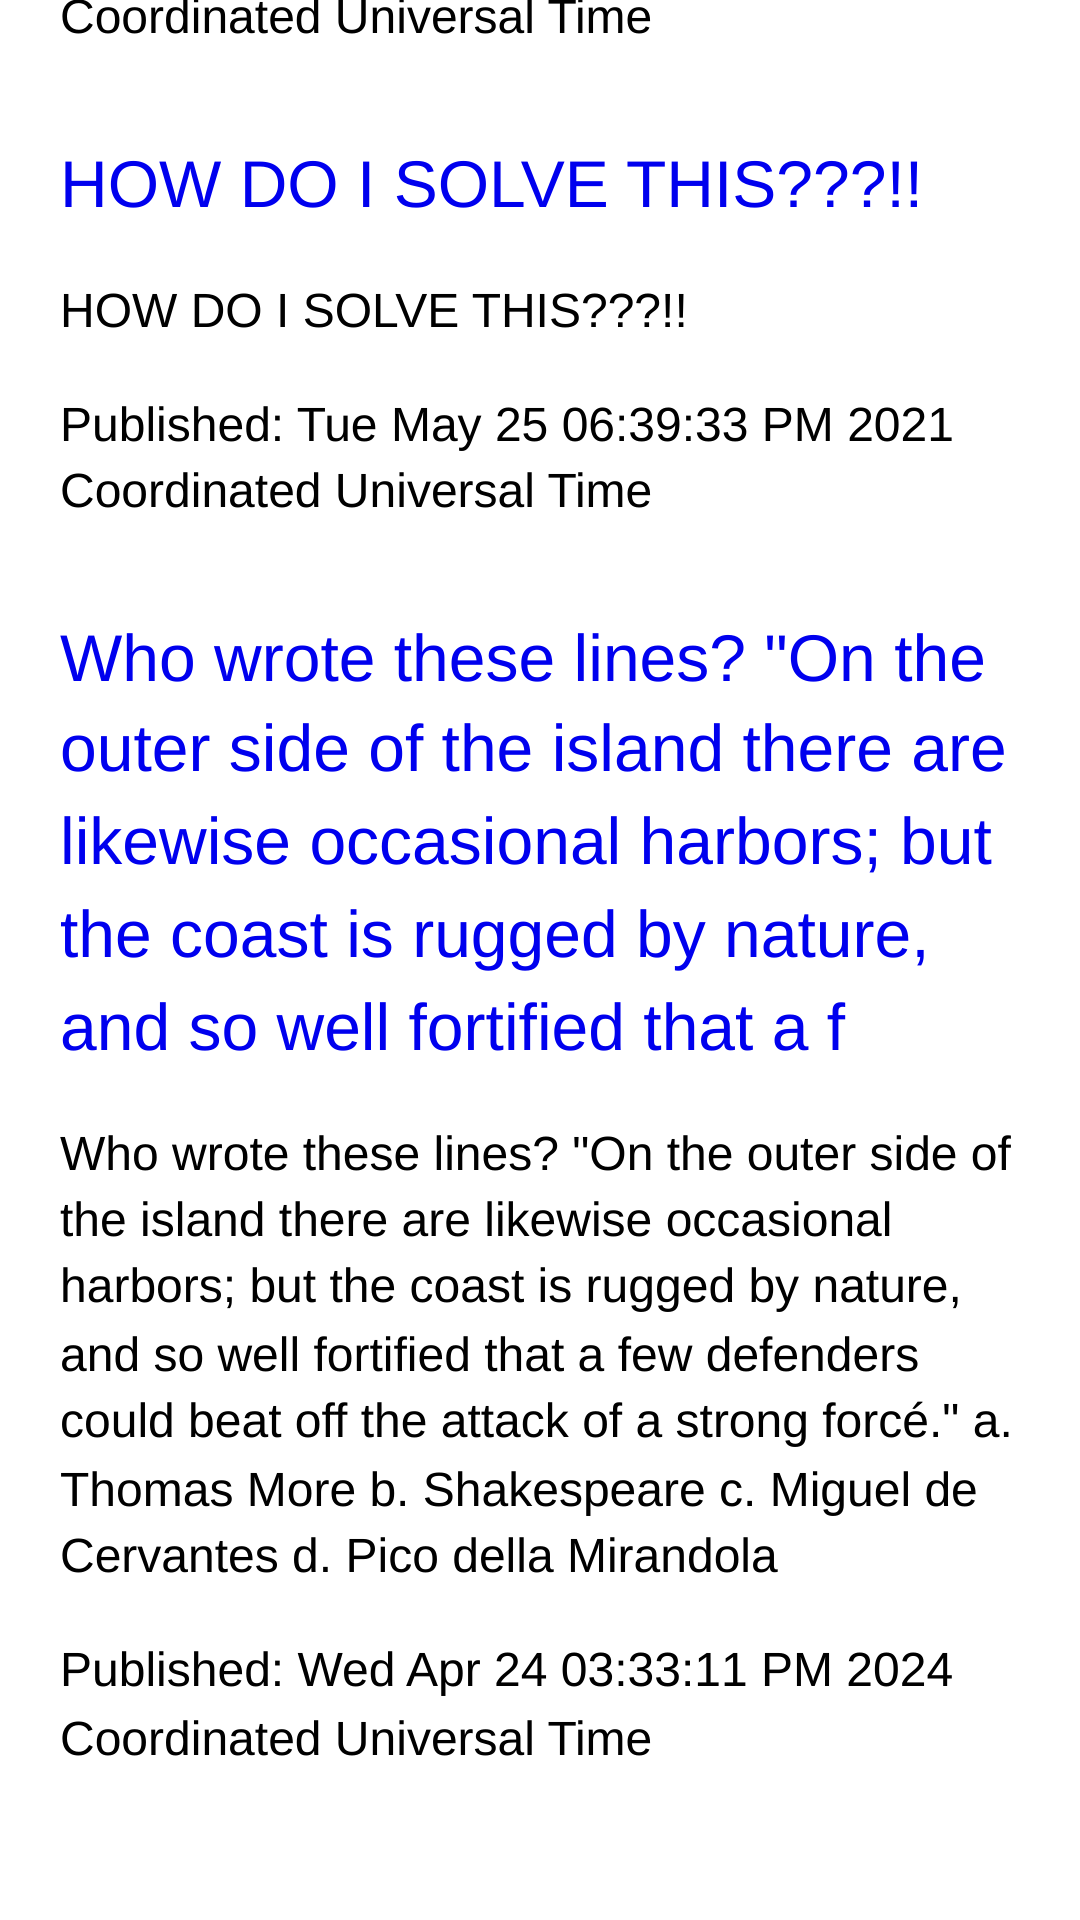 Coordinated Universal Time
HOW DO I SOLVE THIS???!!
HOW DO I SOLVE THIS???!!
Published: Tue May 25 06:39:33 PM 2021
Coordinated Universal Time
Who wrote these lines? "On the
outer side of the island there are
likewise occasional harbors; but
the coast is rugged by nature,
and so well fortified that a f
Who wrote these lines? "On the outer side of
the island there are likewise occasional
harbors; but the coast is rugged by nature,
and so well fortified that a few defenders
could beat off the attack of a strong forcé." a.
Thomas More b. Shakespeare c. Miguel de
Cervantes d. Pico della Mirandola
Published: Wed Apr 24 03:33:11 PM 2024
Coordinated Universal Time